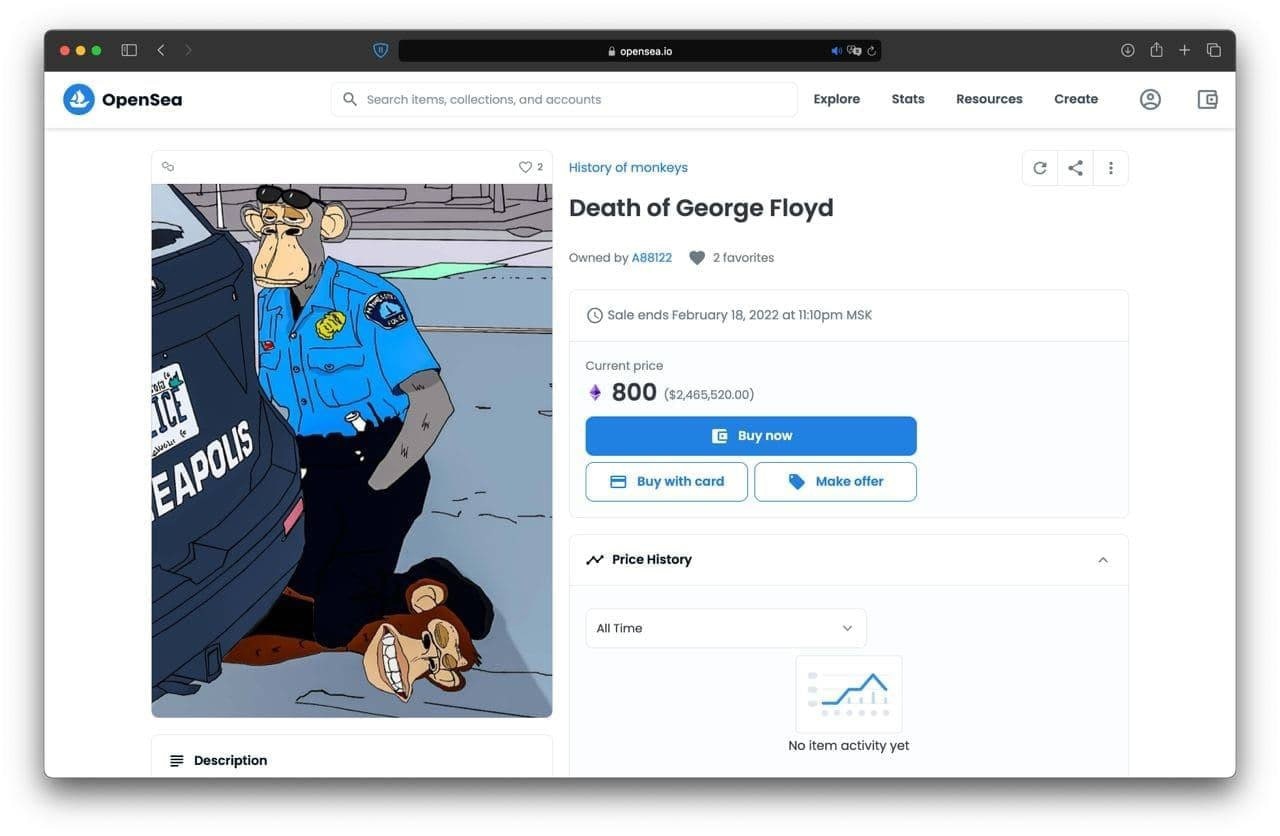 opensea.io
OpenSea
Search items, collections, and accounts
Explore
Stats
Resources
Create
2
History of monkeys
Death of George Floyd
Owned by A88122
2 favorites
Sale ends February 18, 2022 at 11:10pm MSK
Current price
800 ($2,465,520.00)
Buy now
Buy with card
Make offer
Price History
All Time
No item activity yet
POLICE
ICE
EAPOLIS
Description